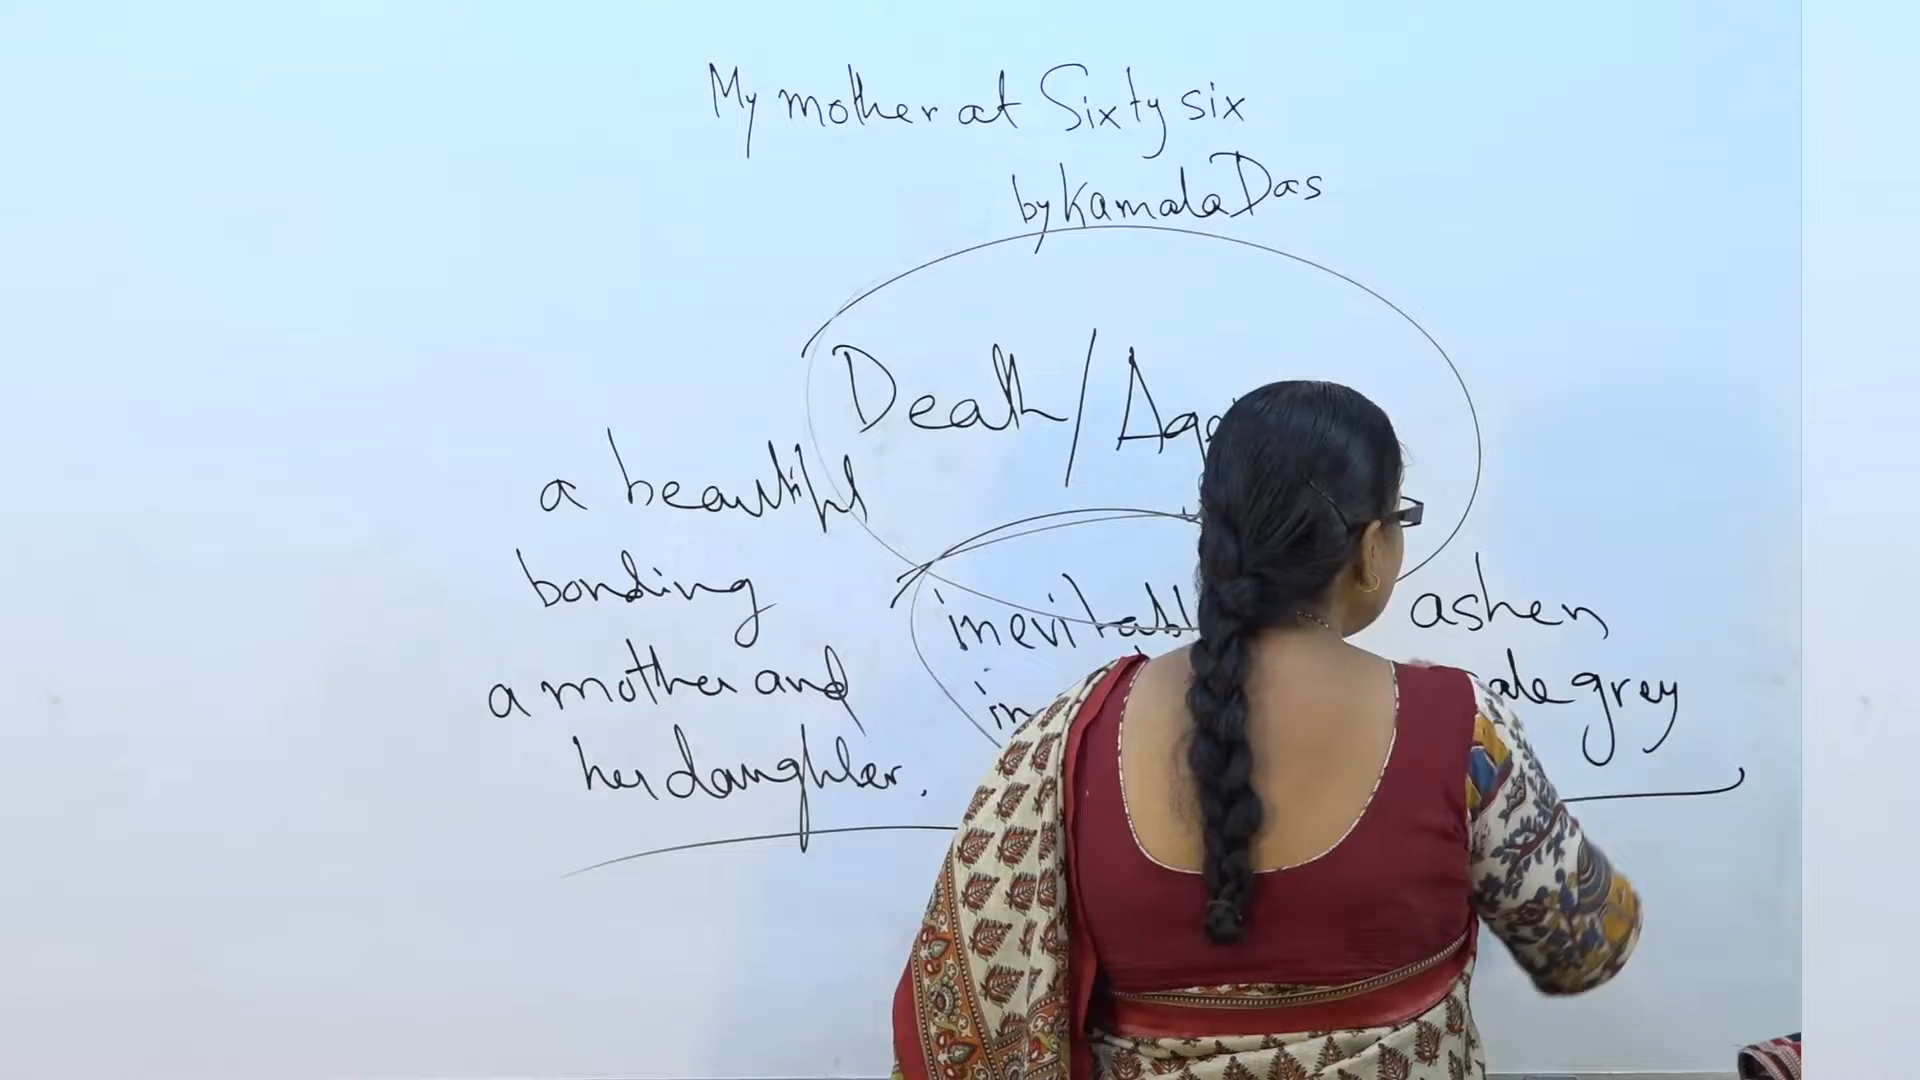 My mother at Sixty six
by Kamala Das
Death/
a beautiful
bonding
a mother and
her daughter.
ashen
grey